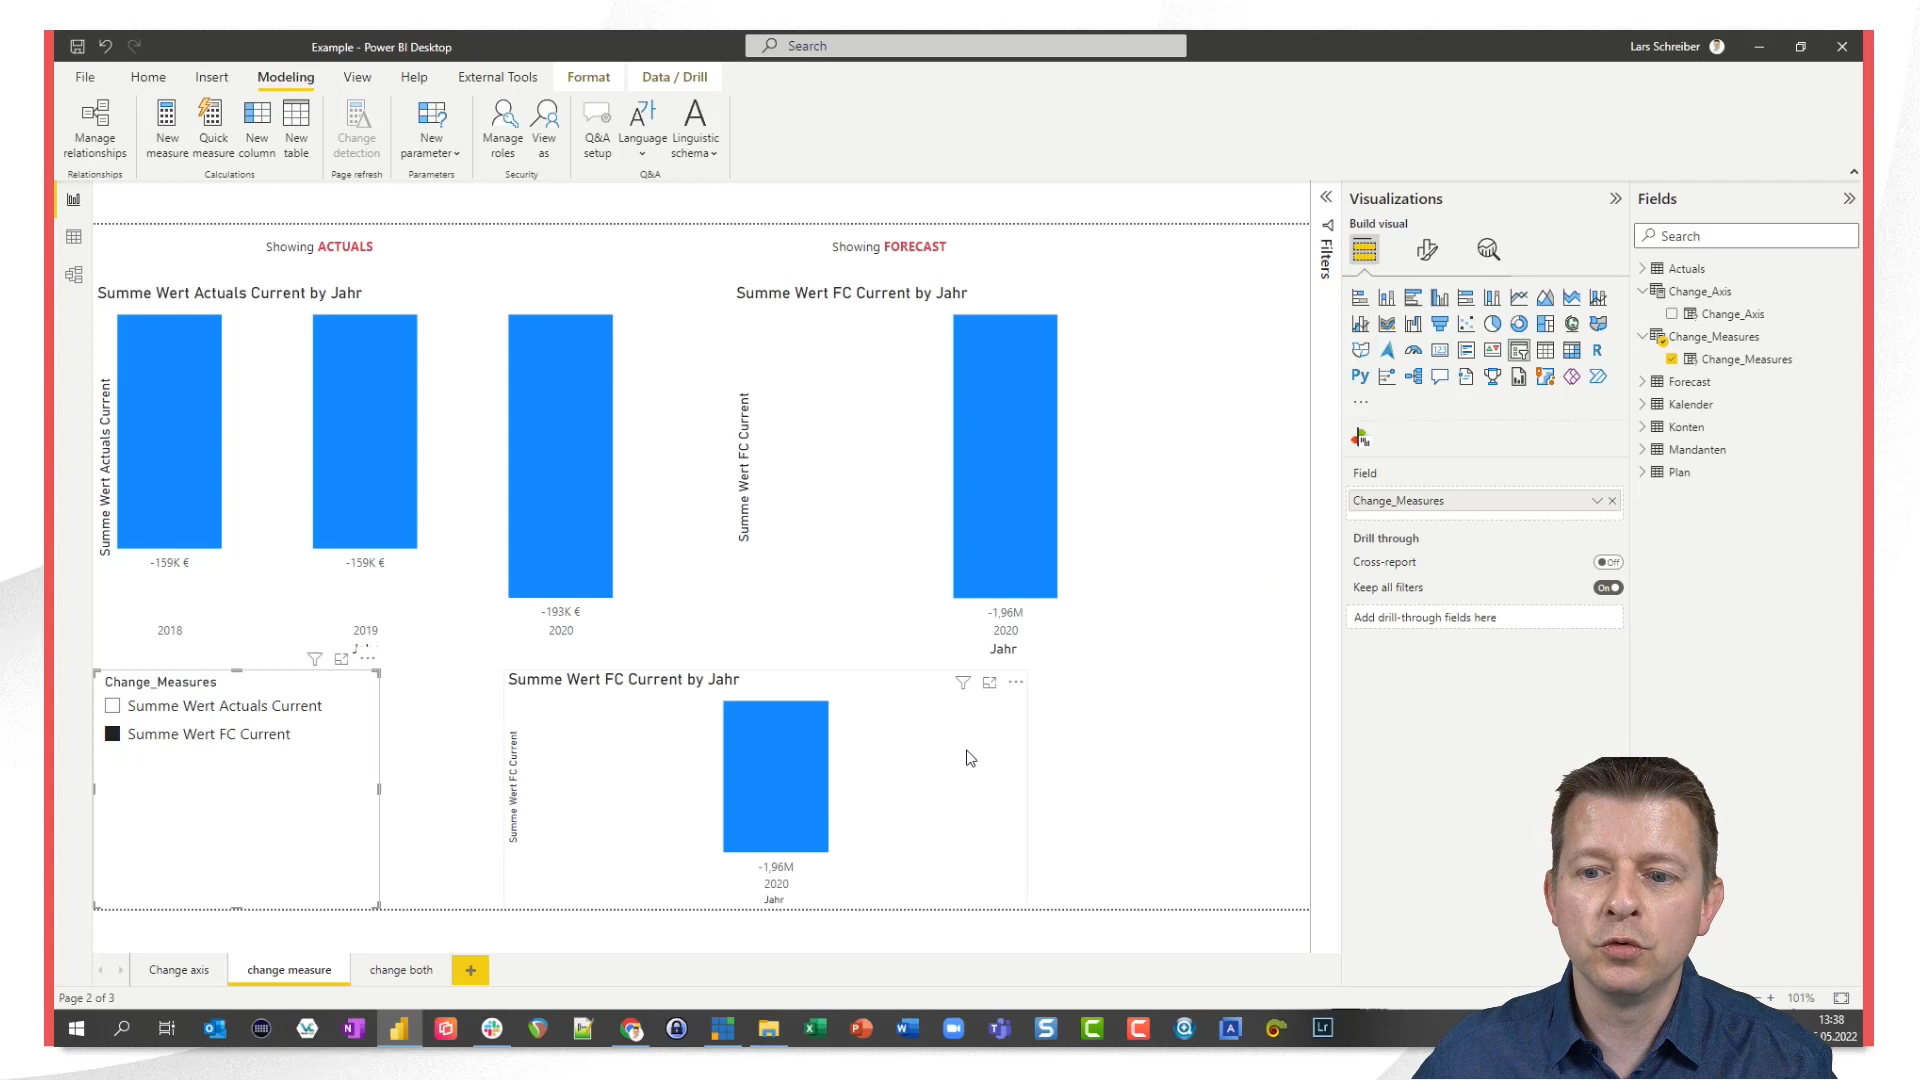 Example - Power BI Desktop
Search
Lars Schreiber
File
Home
Insert
Modeling
View
Help
External Tools
Format
Data / Drill
Manage relationships
New measure
Quick measure
New column
New table
Change detection
New parameter
Manage roles
View as
Q&A setup
Language
Linguistic schema
Relationships
Calculations
Page refresh
Parameters
Security
Q&A
Showing ACTUALS
Summe Wert Actuals Current by Jahr
Summe Wert Actuals Current
-159K €
-159K €
-193K €
2018
2019
2020
Showing FORECAST
Summe Wert FC Current by Jahr
Summe Wert FC Current
-1,96M
2020
Jahr
Change_Measures
Summe Wert Actuals Current
Summe Wert FC Current
Summe Wert FC Current by Jahr
Summe Wert FC Current
-1,96M
2020
Jahr
Filters
Visualizations
Build visual
R
Py
Field
Change_Measures
Drill through
Cross-report
Off
Keep all filters
On
Add drill-through fields here
Fields
Search
Actuals
Change_Axis
Change_Axis
Change_Measures
Change_Measures
Forecast
Kalender
Konten
Mandanten
Plan
Change axis
change measure
change both
Page 2 of 3
101%
13:38
.05.2022